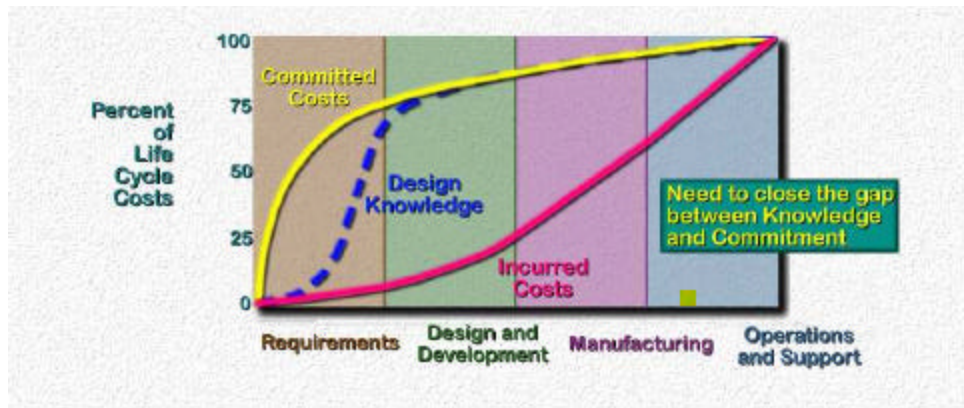 100
Committed
Costs
75
Percent
of
Life
Cycle
Costs
50
Design
Knowledge
Need to close the gap
between Knowledge
and Commitment
25
Incurred
Costs
0
Requirements
Design and
Development
Manufacturing
Operations
and Support